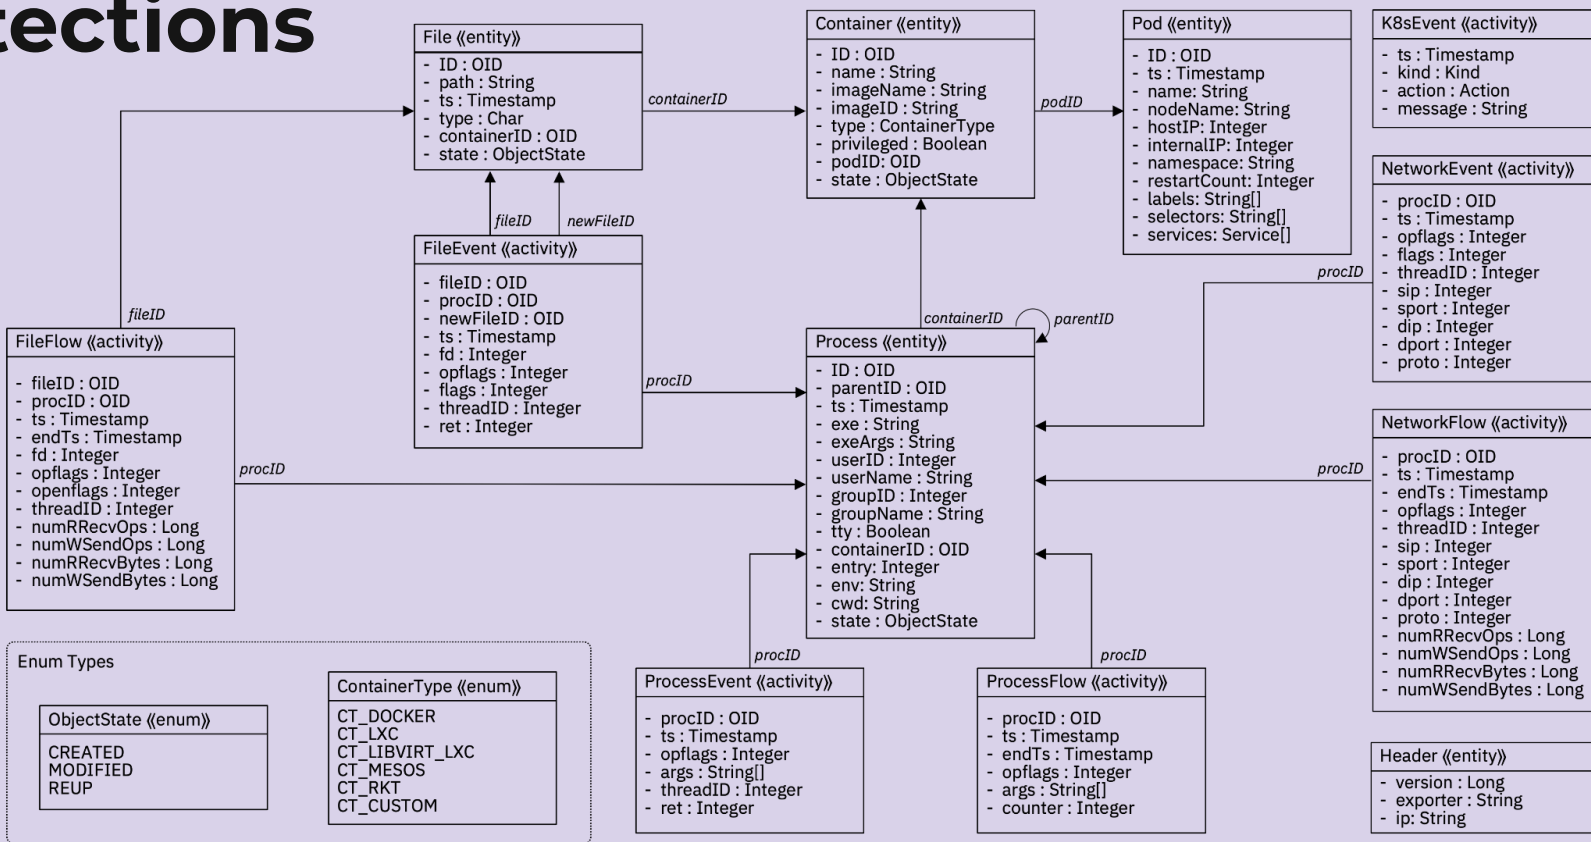 tections
File «entity»
- ID : OID
- path : String
- ts : Timestamp
- type : Char
- containerID : OID
- state : ObjectState
containerID
Container «entity»
- ID : OID
- name : String
- imageName : String
- imageID : String
- type : ContainerType
- privileged : Boolean
- podID: OID
- state : ObjectState
podID
Pod «entity»
- ID : OID
- ts : Timestamp
- name: String
- nodeName: String
- hostIP: Integer
- internalIP: Integer
- namespace: String
- restartCount: Integer
- labels: String[]
- selectors: String[]
- services: Service[]
K8sEvent «activity»
- ts : Timestamp
- kind : Kind
- action : Action
- message : String
NetworkEvent «activity»
- procID : OID
- ts : Timestamp
- opflags : Integer
- flags : Integer
- threadID : Integer
- sip : Integer
- sport : Integer
- dip : Integer
- dport : Integer
- proto : Integer
procID
fileID
newFileID
FileEvent «activity»
- fileID : OID
- procID : OID
- newFileID : OID
- ts : Timestamp
- fd : Integer
- opflags : Integer
- flags : Integer
- threadID : Integer
- ret : Integer
procID
fileID
FileFlow «activity»
- fileID : OID
- procID : OID
- ts : Timestamp
- endTs : Timestamp
- fd : Integer
- opflags : Integer
- openflags : Integer
- threadID : Integer
- numRRecvOps : Long
- numWSendOps : Long
- numRRecvBytes : Long
- numWSendBytes : Long
procID
containerID
parentID
Process «entity»
- ID : OID
- parentID : OID
- ts : Timestamp
- exe : String
- exeArgs : String
- userID : Integer
- userName : String
- groupID : Integer
- groupName : String
- tty : Boolean
- containerID : OID
- entry: Integer
- env: String
- cwd: String
- state : ObjectState
procID
NetworkFlow «activity»
- procID : OID
- ts : Timestamp
- endTs : Timestamp
- opflags : Integer
- threadID : Integer
- sip : Integer
- sport : Integer
- dip : Integer
- dport : Integer
- proto : Integer
- numRRecvOps : Long
- numWSendOps : Long
- numRRecvBytes : Long
- numWSendBytes : Long
Enum Types
ObjectState «enum»
CREATED
MODIFIED
REUP
ContainerType «enum»
CT_DOCKER
CT_LXC
CT_LIBVIRT_LXC
CT_MESOS
CT_RKT
CT_CUSTOM
procID
ProcessEvent «activity»
- procID : OID
- ts : Timestamp
- opflags : Integer
- args : String[]
- threadID : Integer
- ret : Integer
procID
ProcessFlow «activity»
- procID : OID
- ts : Timestamp
- endTs : Timestamp
- opflags : Integer
- args : String[]
- counter : Integer
Header «entity»
- version : Long
- exporter : String
- ip: String